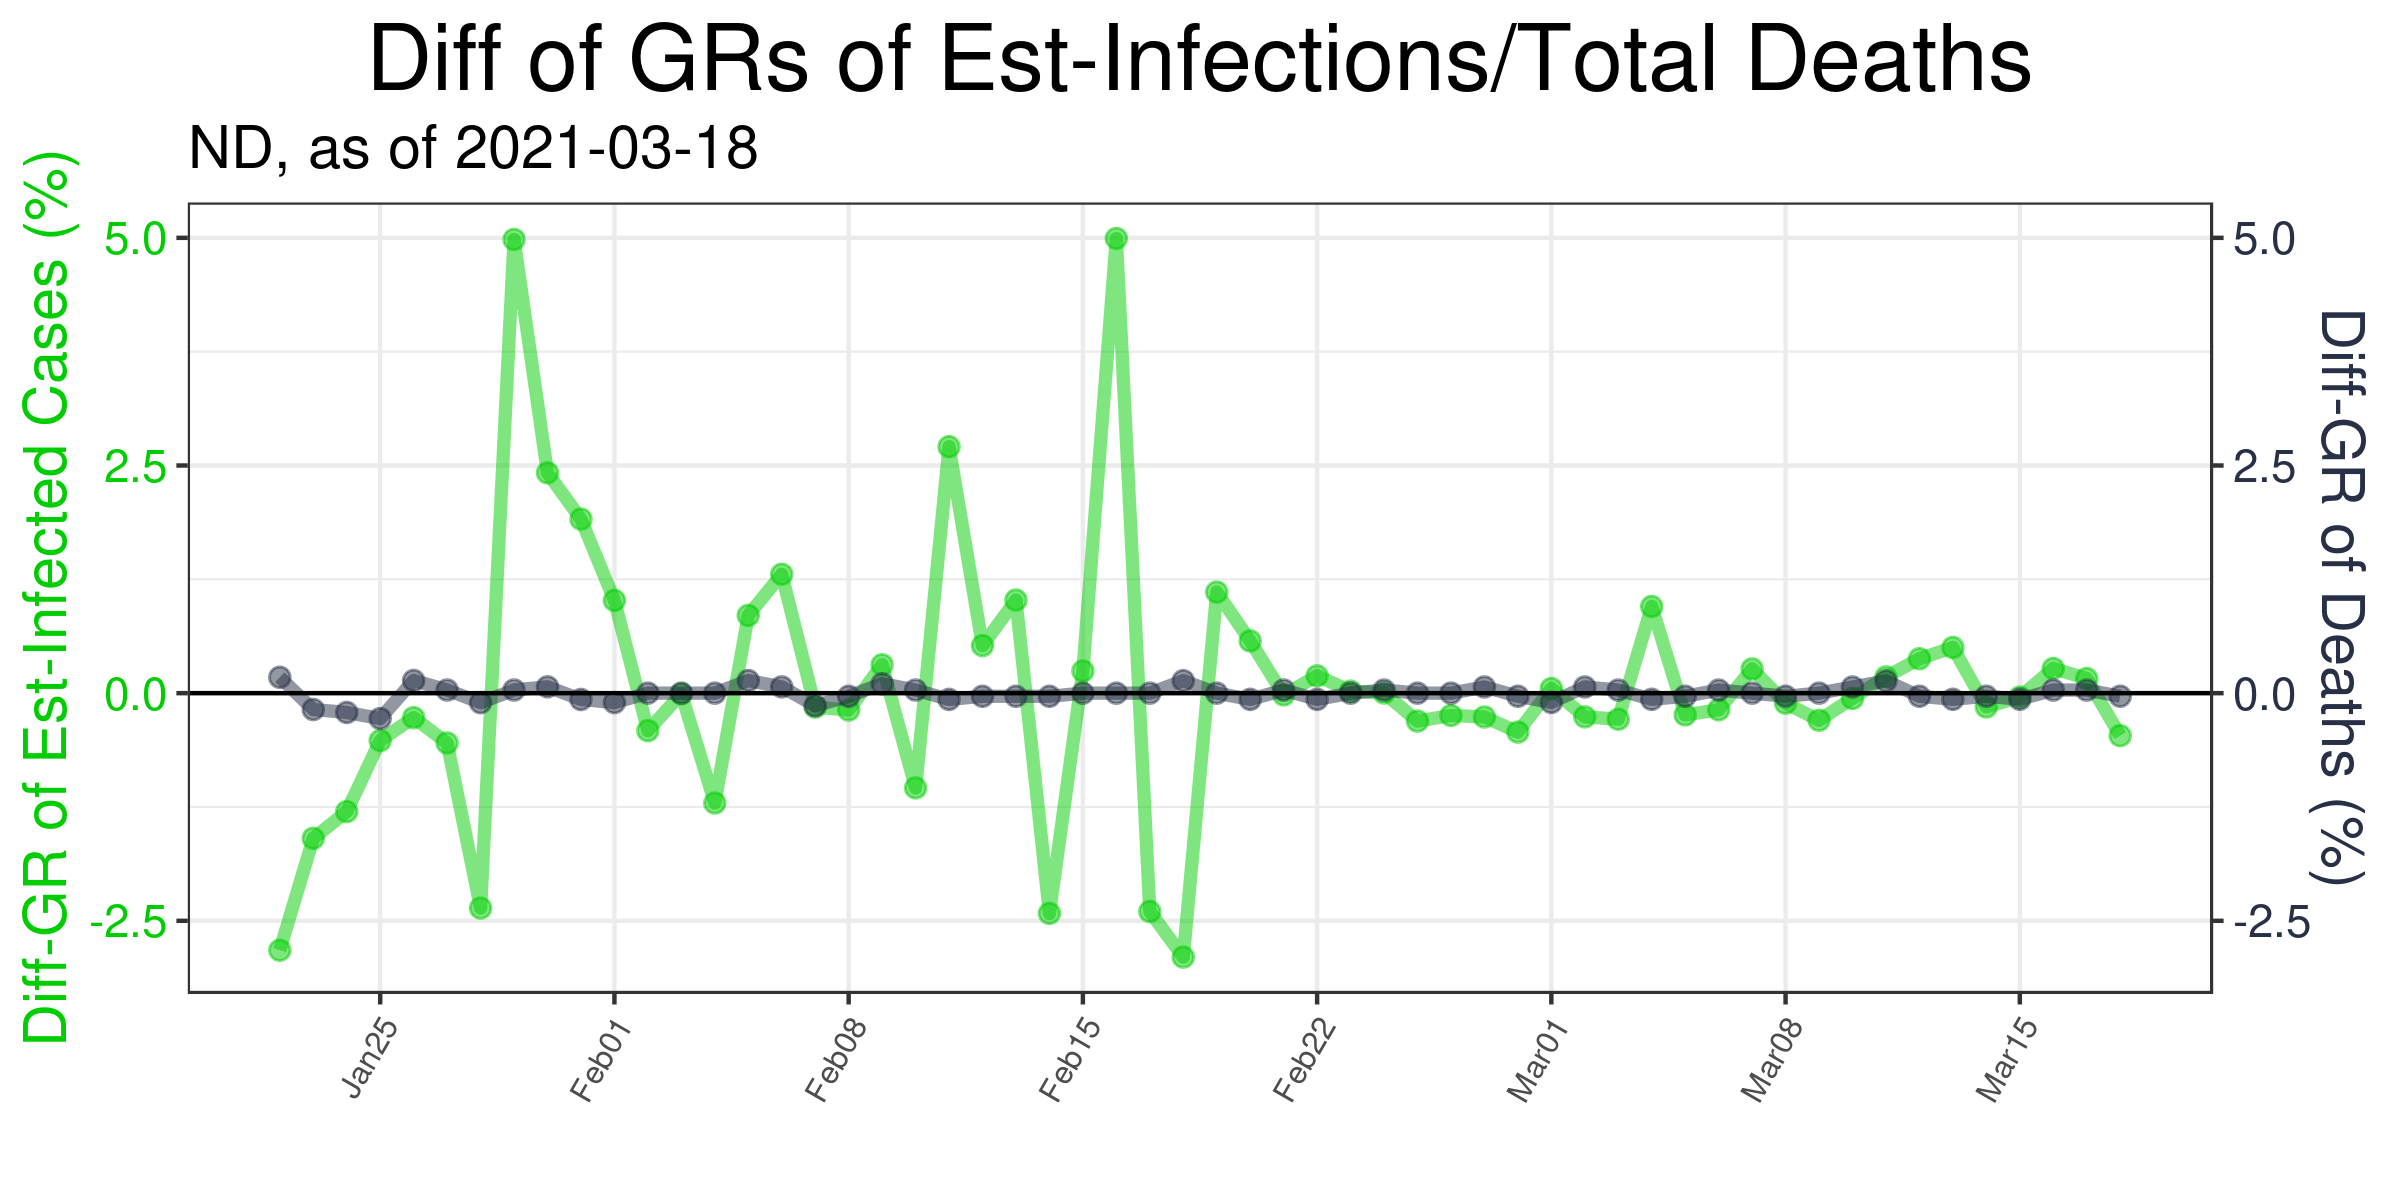 Diff of GRs of Est-Infections/Total Deaths
ND, as of 2021-03-18
Diff-GR of Est-Infected Cases (%)
5.0
2.5
0.0
-2.5
5.0
2.5
0.0
-2.5
Diff-GR of Deaths (%)
Jan25
Feb01
Feb08
Feb15
Feb22
Mar01
Mar08
Mar15